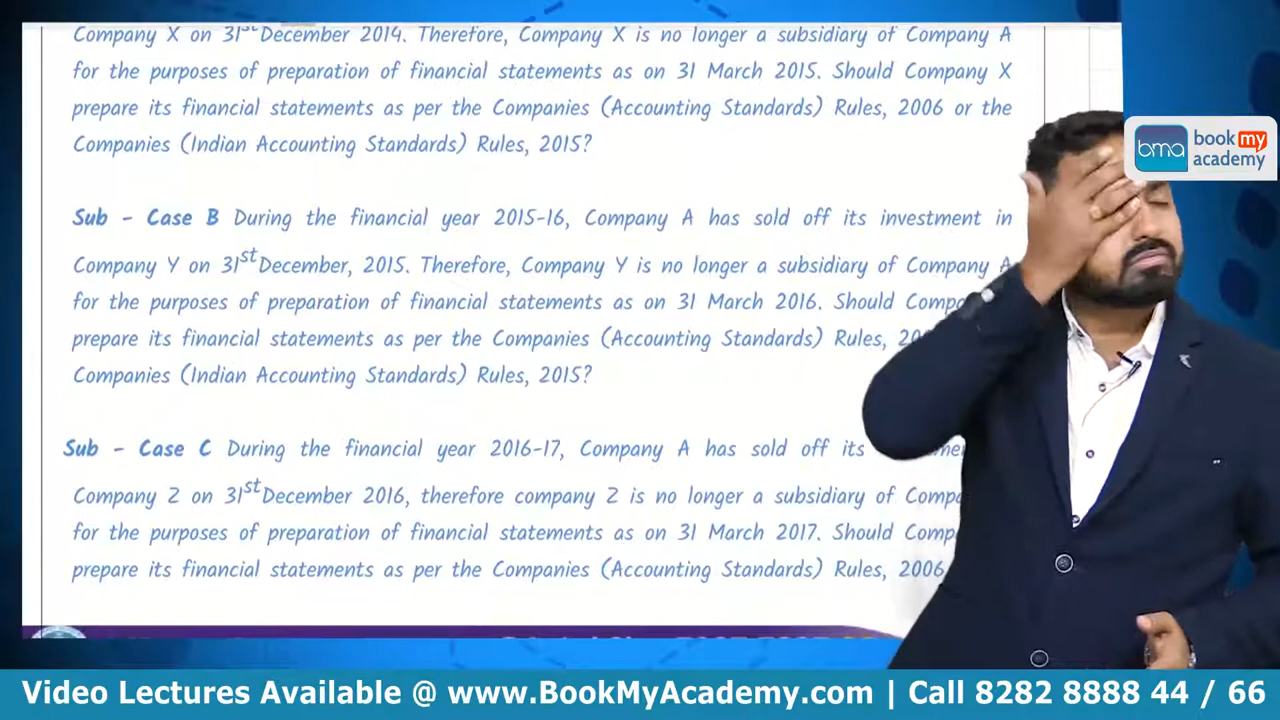 Company X on 31st December 2014. Therefore, Company X is no longer a subsidiary of Company A
for the purposes of preparation of financial statements as on 31 March 2015. Should Company X
prepare its financial statements as per the Companies (Accounting Standards) Rules, 2006 or the
Companies (Indian Accounting Standards) Rules, 2015?
Sub - Case B During the financial year 2015-16, Company A has sold off its investment in
Company Y on 31st December, 2015. Therefore, Company Y is no longer a subsidiary of Company A
for the purposes of preparation of financial statements as on 31 March 2016. Should
prepare its financial statements as per the Companies (Accounting Standards) Rules,
Companies (Indian Accounting Standards) Rules, 2015?
Sub - Case C During the financial year 2016-17, Company A has sold off its
Company Z on 31st December 2016, therefore company Z is no longer a subsidiary of
for the purposes of preparation of financial statements as on 31 March 2017. Should
prepare its financial statements as per the Companies (Accounting Standards) Rules, 2006
bma book my academy
Video Lectures Available @ www.BookMyAcademy.com | Call 8282 8888 44 / 66